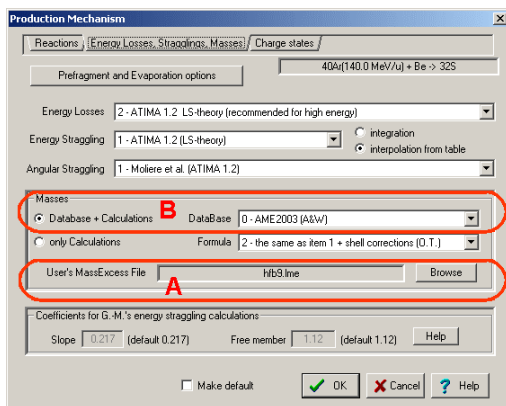 Production Mechanism
Reactions Energy Losses, Stragglings, Masses Charge states
Prefragment and Evaporation options
40Ar(140.0 MeV/u) + Be -> 32S
Energy Losses 2 - ATIMA 1.2 LS-theory (recommended for high energy)
Energy Straggling 1 - ATIMA 1.2 (LS-theory)
integration
interpolation from table
Angular Straggling 1 - Moliere et al. (ATIMA 1.2)
Masses
Database + Calculations B DataBase 0 - AME2003 (A&W)
only Calculations Formula 2 - the same as item 1 + shell corrections (O.T.)
User's MassExcess File hfb9.lme Browse
A
Coefficients for G.-M.'s energy straggling calculations
Slope 0.217 (default 0.217) Free member 1.12 (default 1.12) Help
Make default OK Cancel ? Help